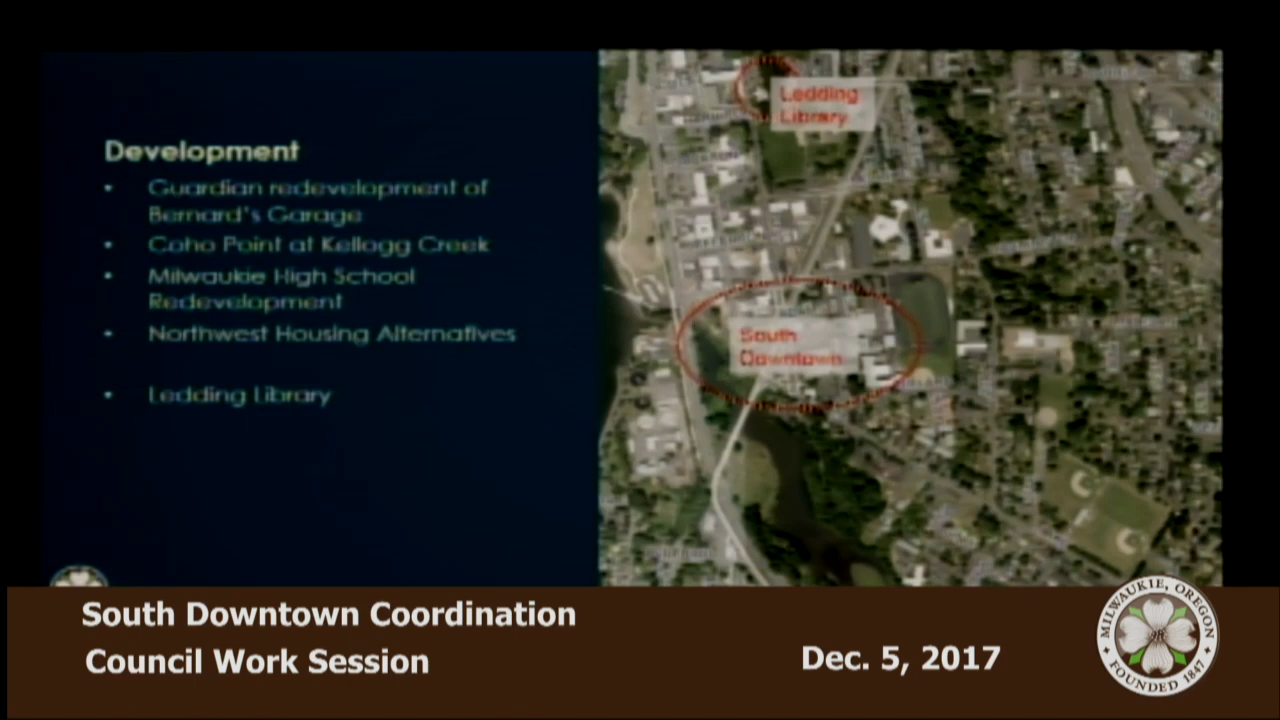 Development
• Guardian redevelopment of
Bernard's Garage
• Coho Point at Kellogg Creek
• Milwaukie High School
Redevelopment
• Northwest Housing Alternatives
• Ledding Library
Ledding
Library
South
Downtown
South Downtown Coordination
Council Work Session
Dec. 5, 2017
MILWAUKIE, OREGON
FOUNDED 1847